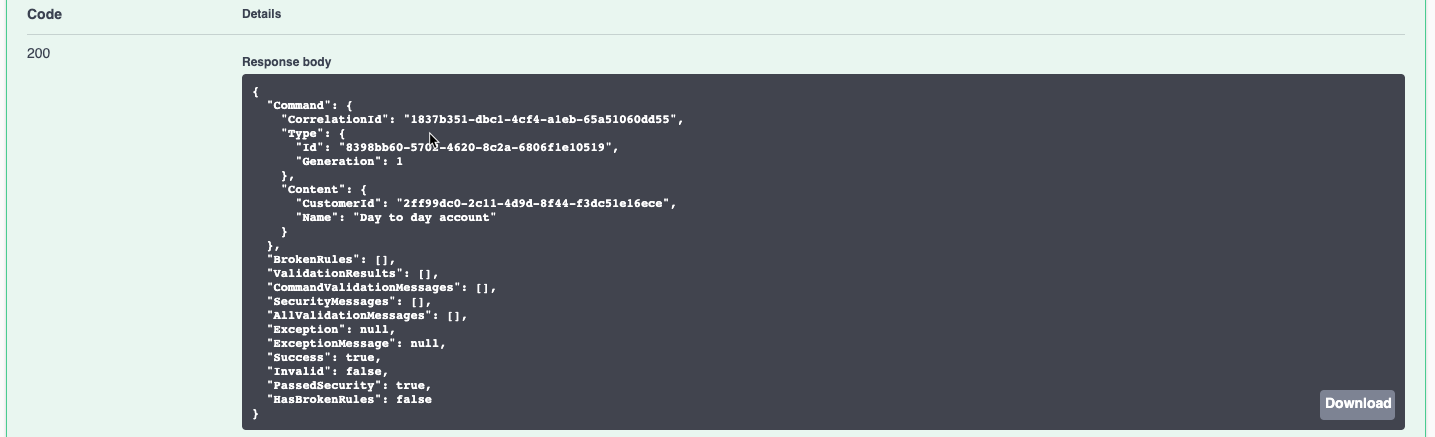 Code Details
200
Response body
{
"Command": {
"CorrelationId": "1837b351-dbc1-4cf4-a1eb-65a51060dd55",
"Type": {
"Id": "8398bb60-570 -4620-8c2a-6806f1e10519",
"Generation": 1
},
"Content": {
"CustomerId": "2ff99dc0-2c11-4d9d-8f44-f3dc51e16ece",
"Name": "Day to day account"
}
},
"BrokenRules": [],
"ValidationResults": [],
"CommandValidationMessages": [],
"SecurityMessages": [],
"AllValidationMessages": [],
"Exception": null,
"ExceptionMessage": null,
"Success": true,
"Invalid": false,
"PassedSecurity": true,
"HasBrokenRules": false
}
Download